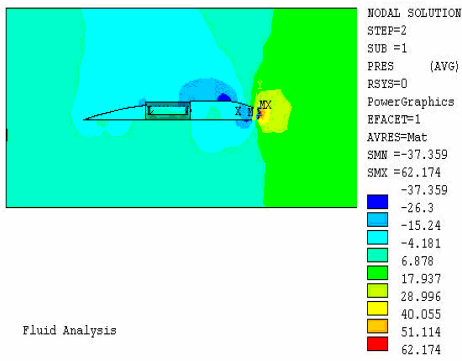 NODAL SOLUTION
STEP=2
SUB =1
PRES (AVG)
RSYS=0
PowerGraphics
EFACET=1
AVRES=Mat
SMN =-37.359
SMX =62.174
-37.359
-26.3
-15.24
-4.181
6.878
17.937
28.996
40.055
51.114
62.174
Y
MX
X
Fluid Analysis